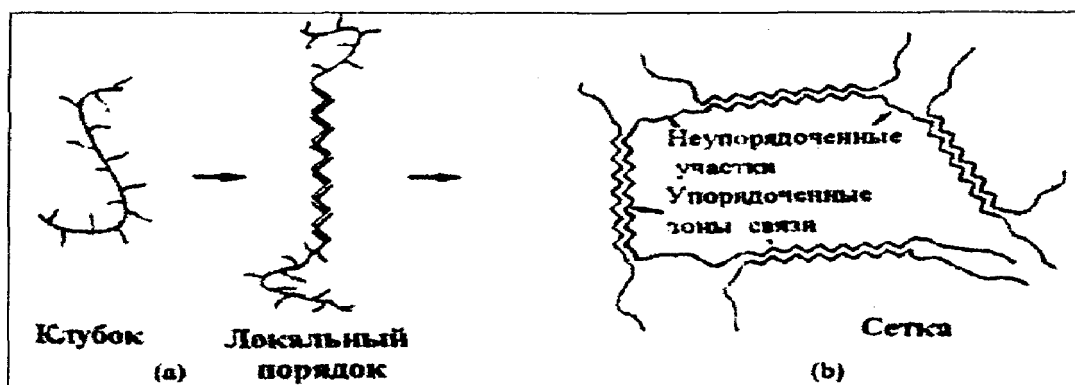 Неупорядоченные
участки
Упорядоченные
зоны связи
Клубок
Локальный
порядок
Сетка
(a)
(b)